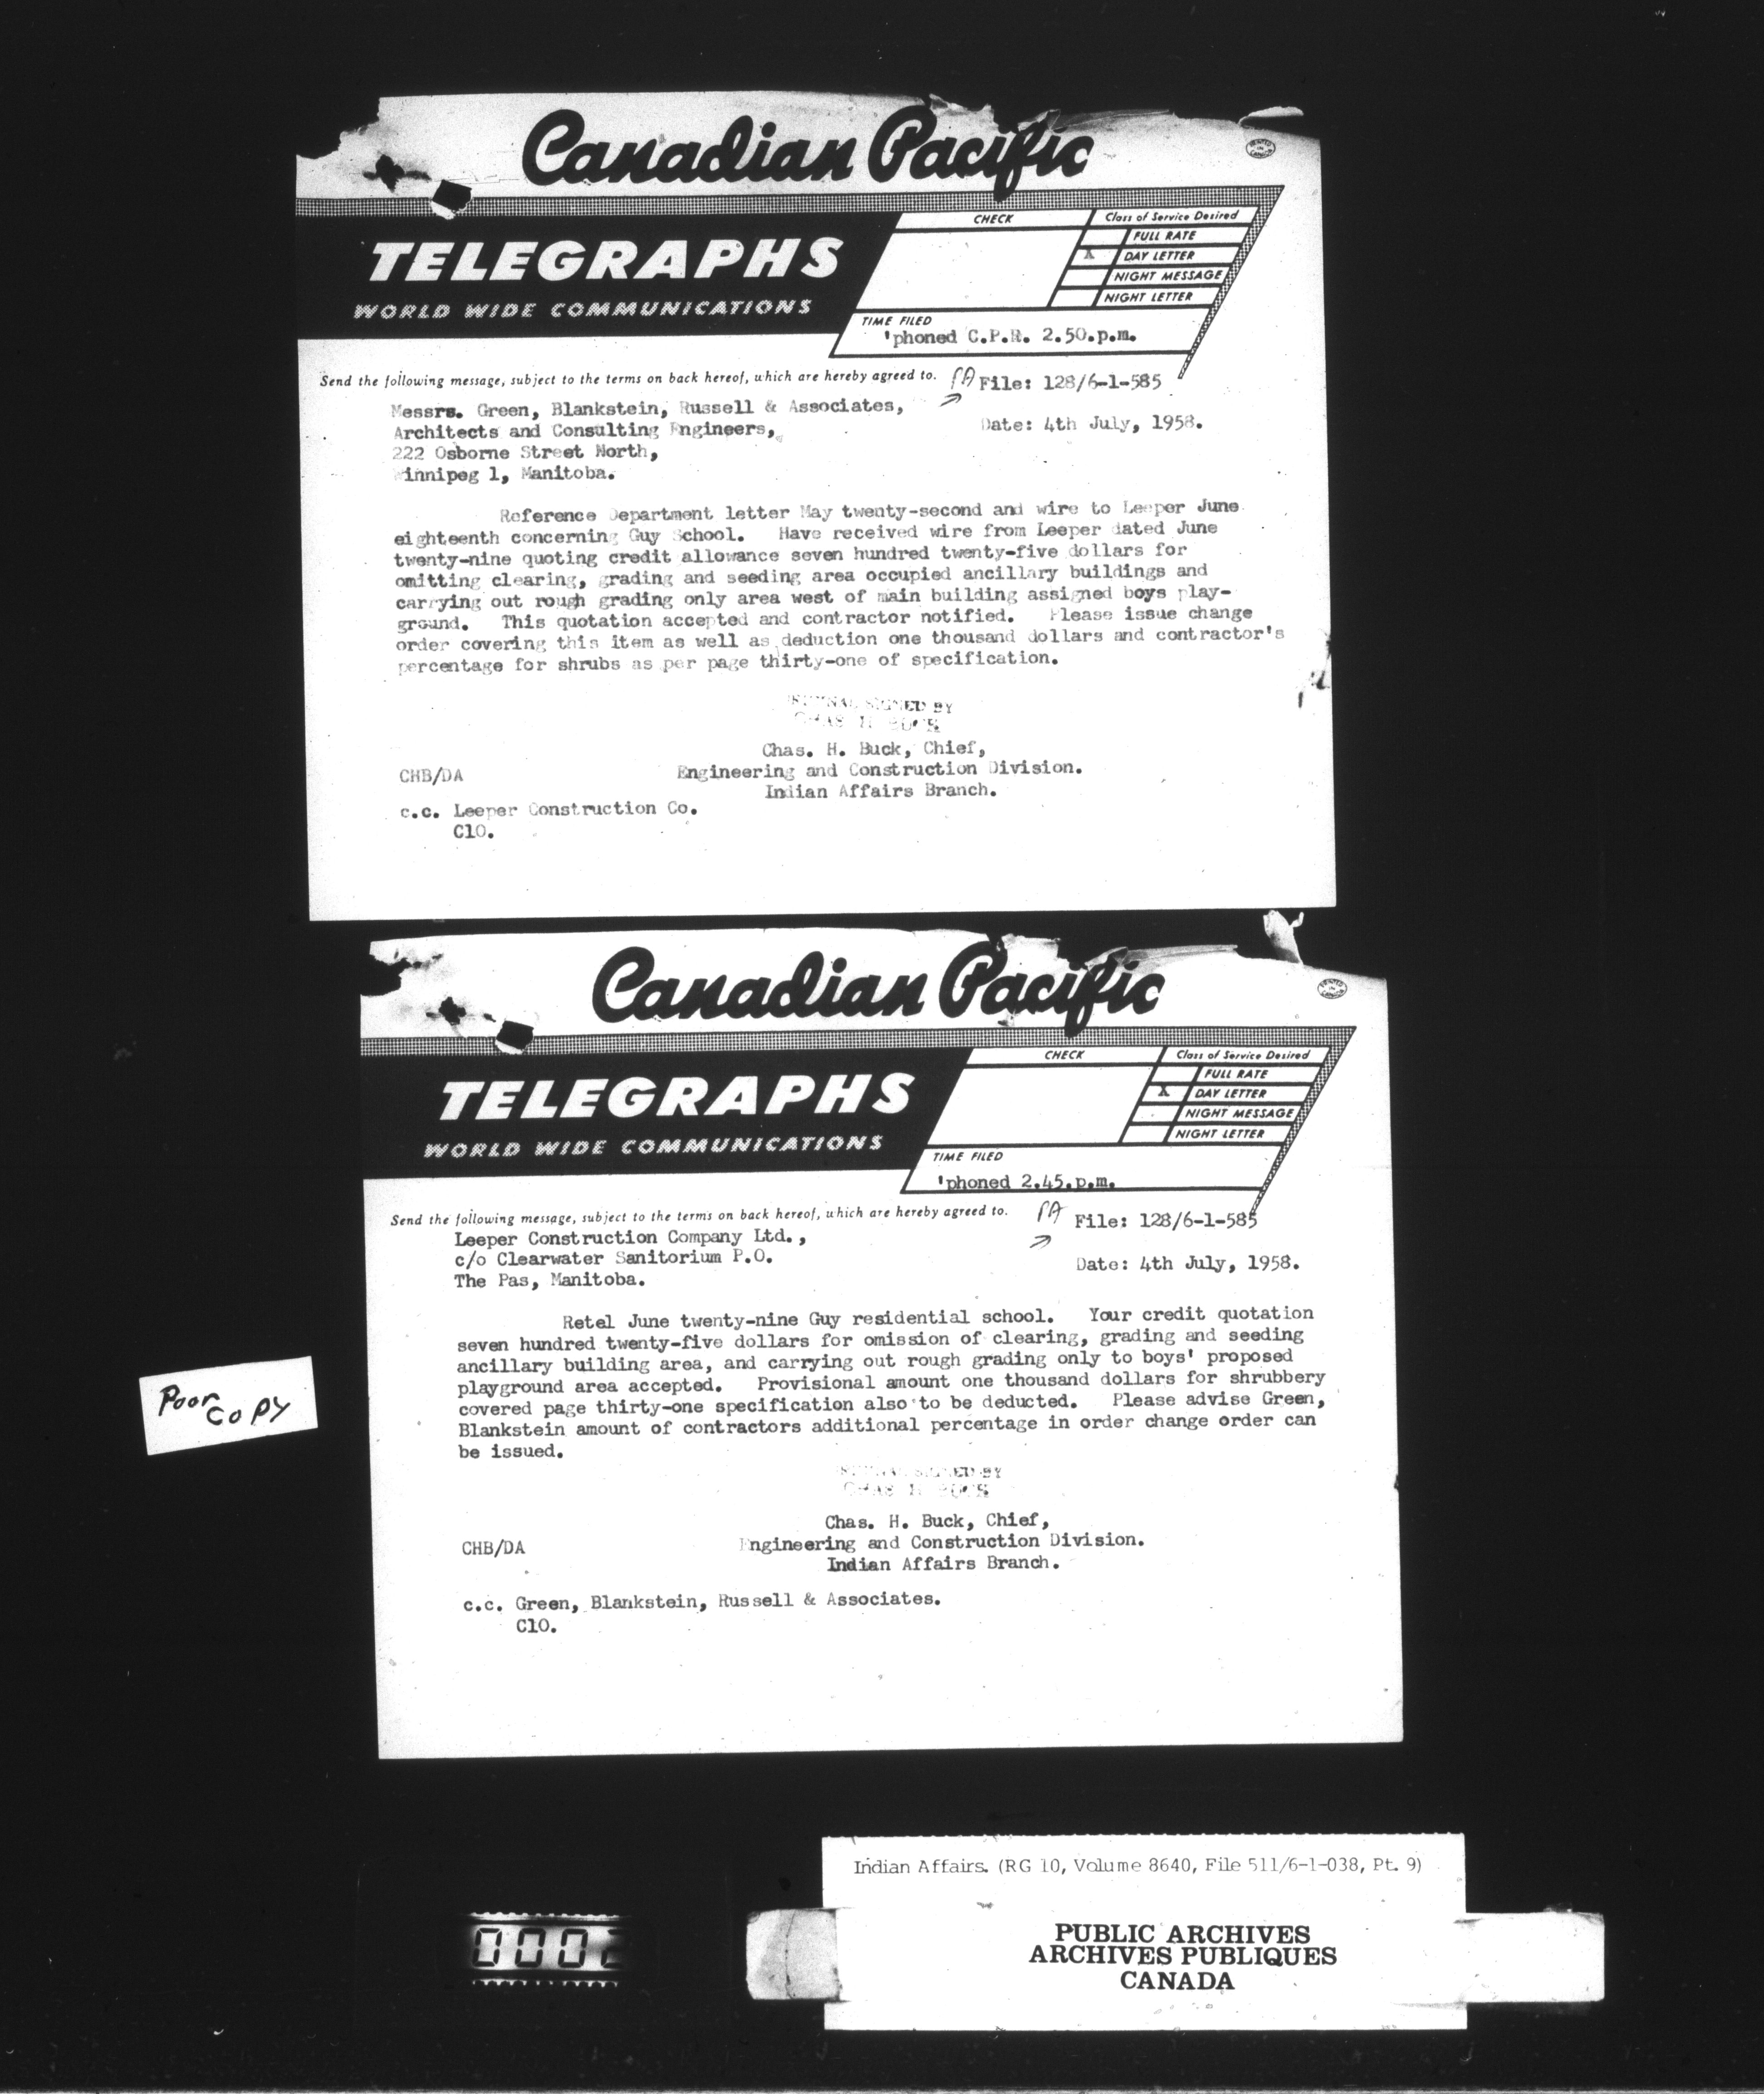 Canadian Pacific
PRINTED IN CANADA
TELEGRAPHS
WORLD WIDE COMMUNICATIONS
CHECK
Class of Service Desired
FULL RATE
X DAY LETTER
NIGHT MESSAGE
NIGHT LETTER
TIME FILED
'phoned C.P.R. 2.50.p.m.
Send the following message, subject to the terms on back hereof, which are hereby agreed to.
PA File: 128/6-1-585
Messrs. Green, Blankstein, Russell & Associates,
Date: 4th July, 1958.
Architects and Consulting Engineers,
222 Osborne Street North,
Winnipeg 1, Manitoba.
Reference Department letter May twenty-second and wire to Leeper June
eighteenth concerning Guy School. Have received wire from Leeper dated June
twenty-nine quoting credit allowance seven hundred twenty-five dollars for
omitting clearing, grading and seeding area occupied ancillary buildings and
carrying out rough grading only area west of main building assigned boys play-
ground. This quotation accepted and contractor notified. Please issue change
order covering this item as well as deduction one thousand dollars and contractor's
percentage for shrubs as per page thirty-one of specification.
SIGNED BY
CHAS H BUCK
Chas. H. Buck, Chief,
CHB/DA Engineering and Construction Division.
Indian Affairs Branch.
c.c. Leeper Construction Co.
C10.
Canadian Pacific
PRINTED IN CANADA
TELEGRAPHS
WORLD WIDE COMMUNICATIONS
CHECK
Class of Service Desired
FULL RATE
X DAY LETTER
NIGHT MESSAGE
NIGHT LETTER
TIME FILED
'phoned 2.45.p.m.
Send the following message, subject to the terms on back hereof, which are hereby agreed to.
PA File: 128/6-1-585
Leeper Construction Company Ltd.,
c/o Clearwater Sanitorium P.O.
Date: 4th July, 1958.
The Pas, Manitoba.
Retel June twenty-nine Guy residential school. Your credit quotation
seven hundred twenty-five dollars for omission of clearing, grading and seeding
ancillary building area, and carrying out rough grading only to boys' proposed
playground area accepted. Provisional amount one thousand dollars for shrubbery
covered page thirty-one specification also to be deducted. Please advise Green,
Blankstein amount of contractors additional percentage in order change order can
be issued.
SIGNED BY
CHAS H BUCK
Chas. H. Buck, Chief,
CHB/DA Engineering and Construction Division.
Indian Affairs Branch.
c.c. Green, Blankstein, Russell & Associates.
C10.
Poor
Copy
Indian Affairs. (RG 10, Volume 8640, File 511/6-1-038, Pt. 9)
PUBLIC ARCHIVES
ARCHIVES PUBLIQUES
CANADA
0002